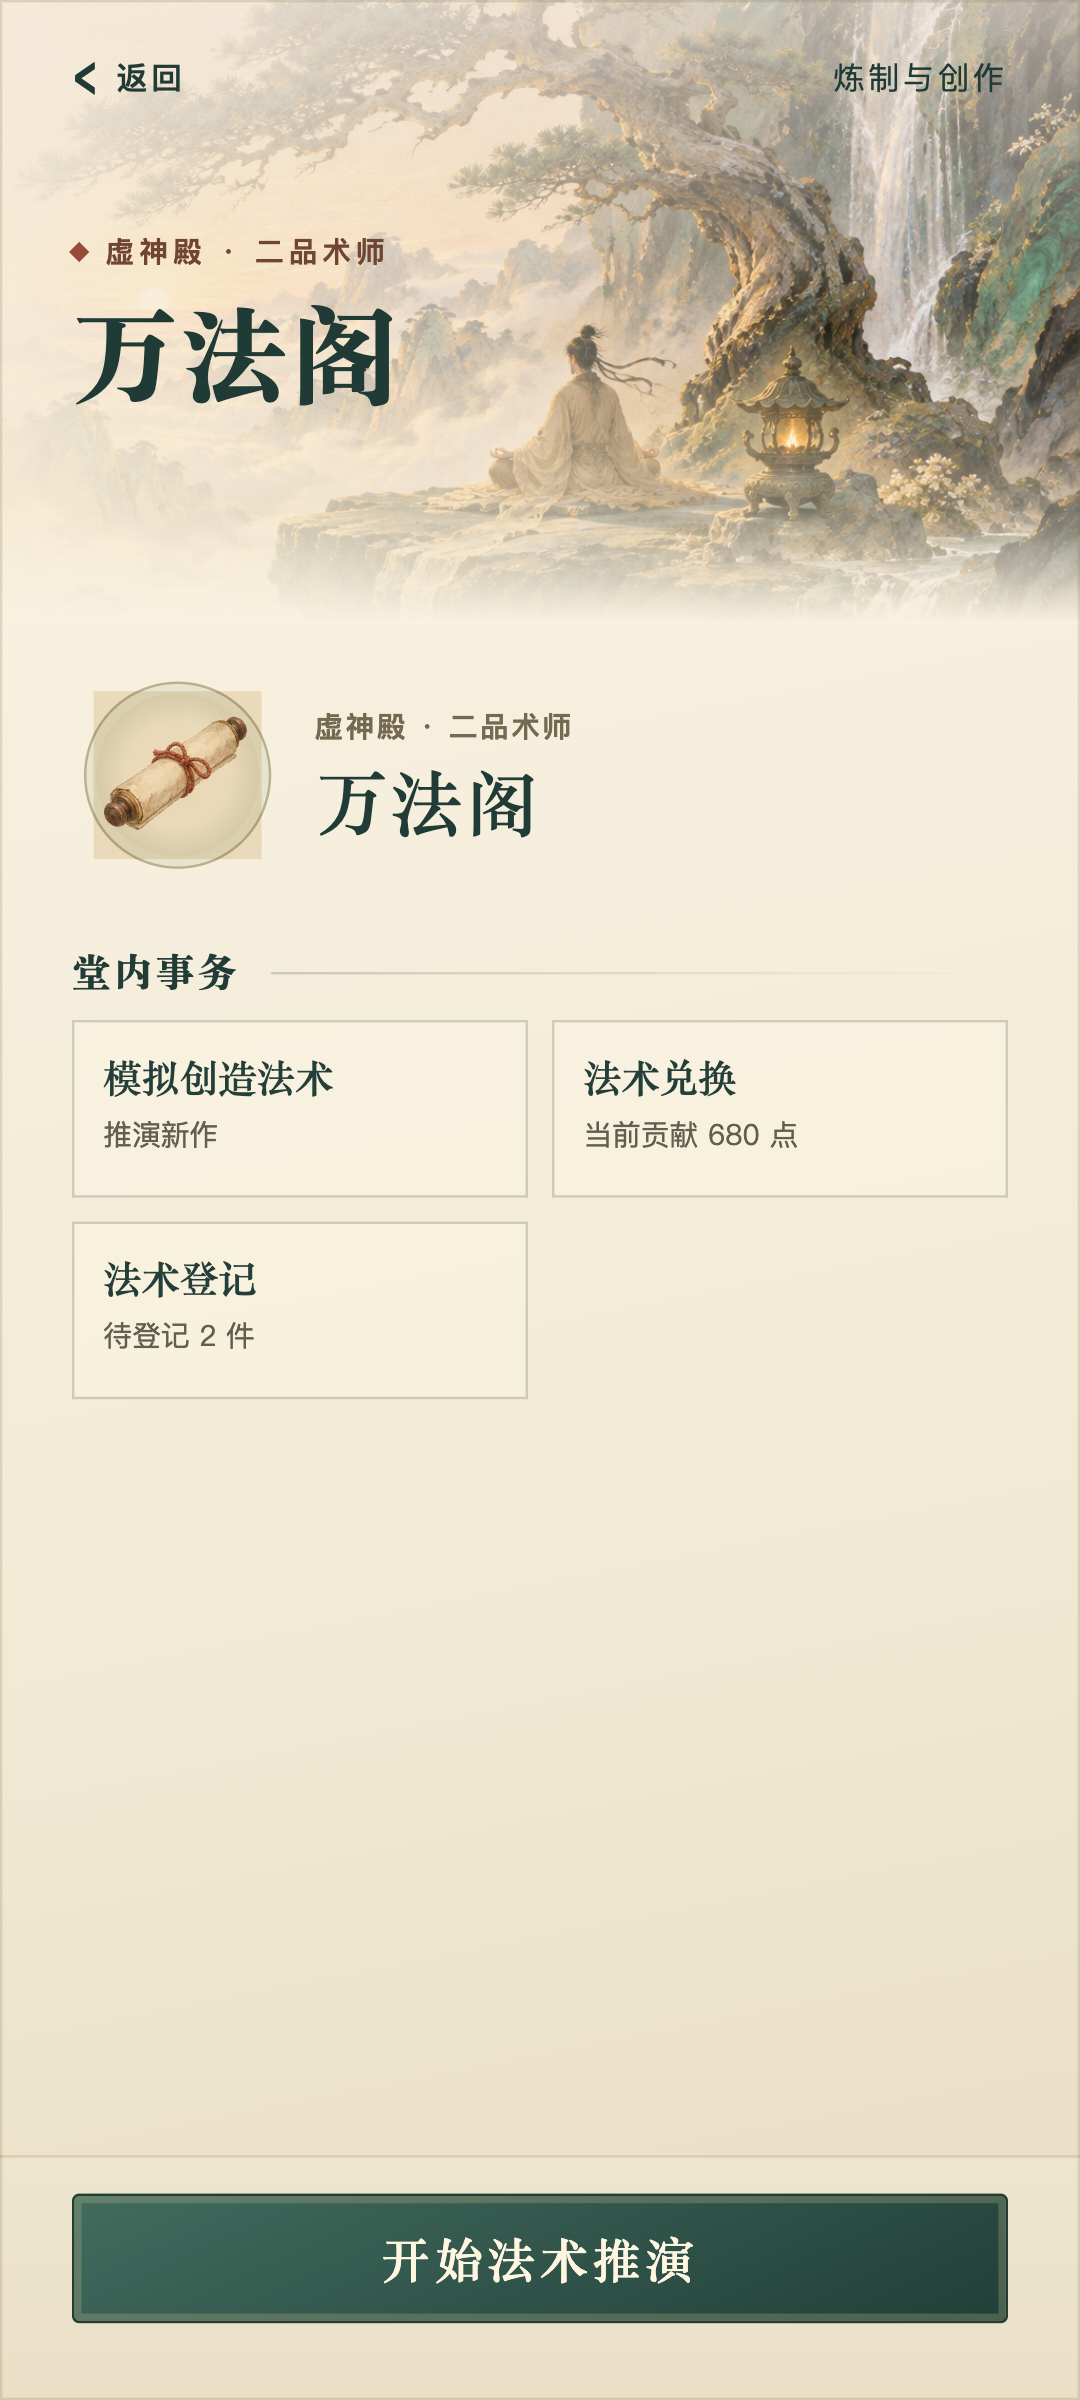 返回
炼制与创作
虚神殿 · 二品术师
万法阁
虚神殿 · 二品术师
万法阁
堂内事务
模拟创造法术
推演新作
法术兑换
当前贡献 680 点
法术登记
待登记 2 件
开始法术推演